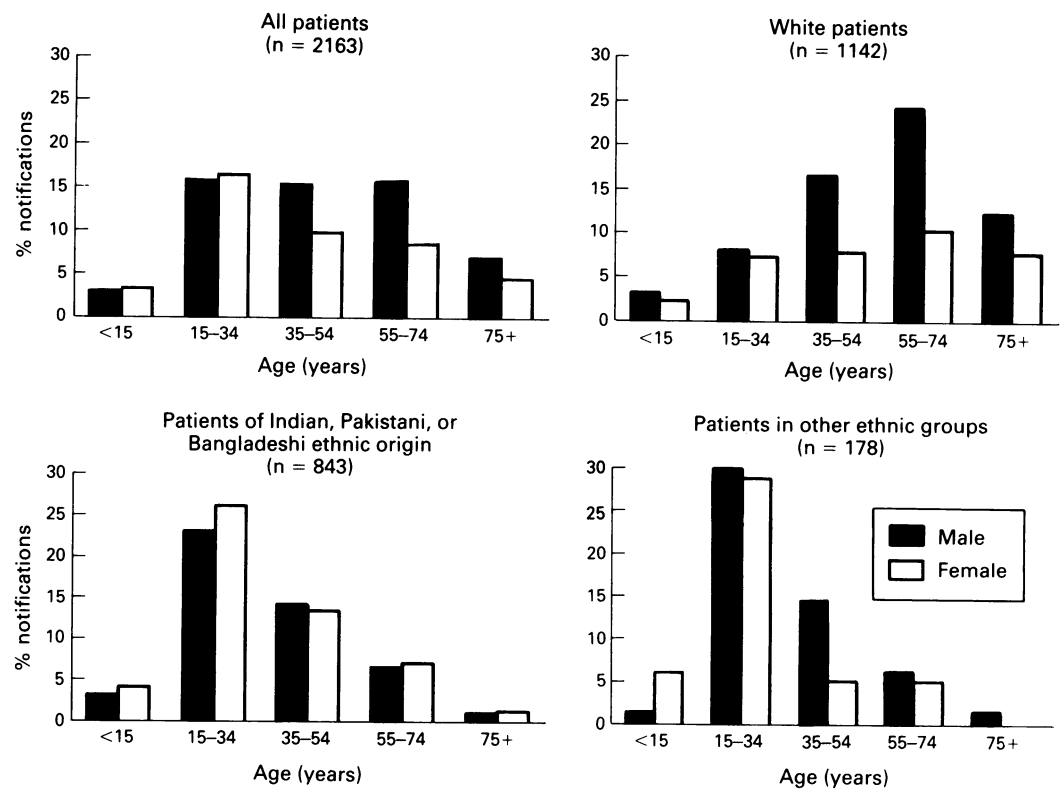 All patients
(n = 2163)
30
25
20
15
10
5
0
% notifications
<15 15–34 35–54 55–74 75+
Age (years)
White patients
(n = 1142)
30
25
20
15
10
5
0
<15 15–34 35–54 55–74 75+
Age (years)
Patients of Indian, Pakistani, or
Bangladeshi ethnic origin
(n = 843)
30
25
20
15
10
5
0
% notifications
<15 15–34 35–54 55–74 75+
Age (years)
Patients in other ethnic groups
(n = 178)
30
25
20
15
10
5
0
Male
Female
<15 15–34 35–54 55–74 75+
Age (years)